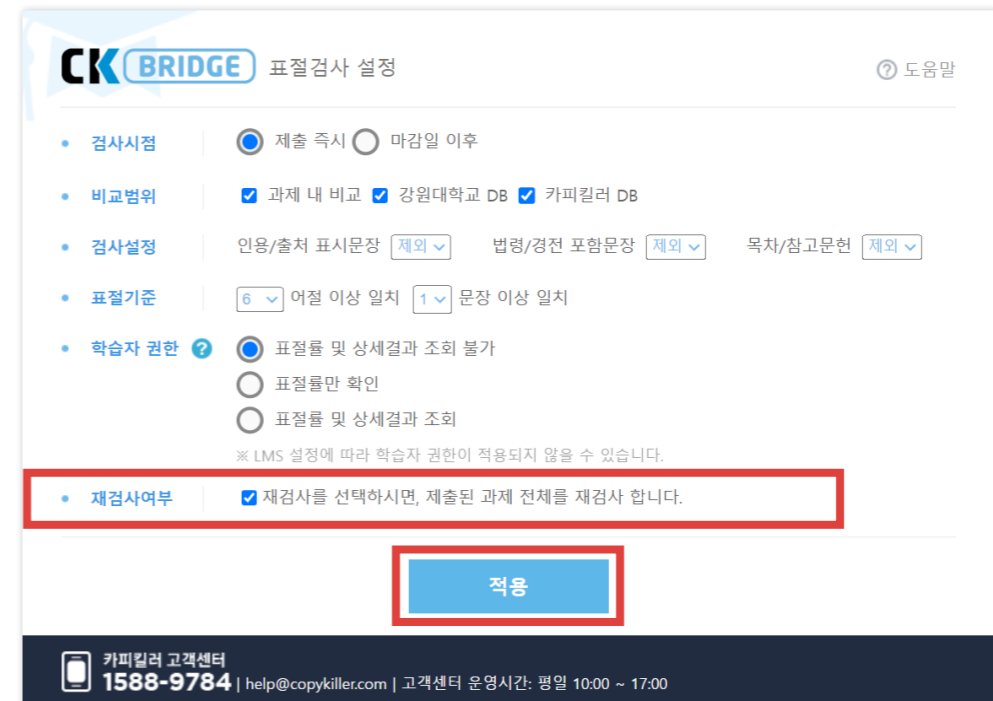 CK BRIDGE 표절검사 설정
? 도움말
검사시점 제출 즉시 마감일 이후
비교범위 과제 내 비교 강원대학교 DB 카피킬러 DB
검사설정 인용/출처 표시문장 제외 법령/경전 포함문장 제외 목차/참고문헌 제외
표절기준 6 어절 이상 일치 1 문장 이상 일치
학습자 권한 ? 표절률 및 상세결과 조회 불가
표절률만 확인
표절률 및 상세결과 조회
※ LMS 설정에 따라 학습자 권한이 적용되지 않을 수 있습니다.
재검사여부 재검사를 선택하시면, 제출된 과제 전체를 재검사 합니다.
적용
카피킬러 고객센터
1588-9784 | help@copykiller.com | 고객센터 운영시간: 평일 10:00 ~ 17:00